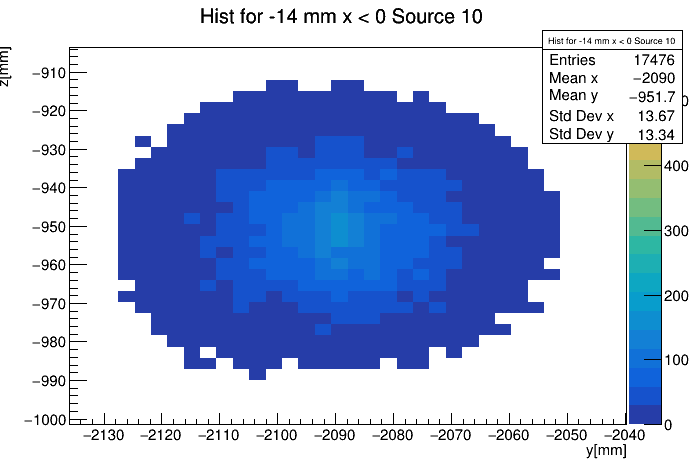 Hist for -14 mm x < 0 Source 10
z[mm]
Hist for -14 mm x < 0 Source 10
Entries 17476
Mean x −2090
Mean y −951.7
Std Dev x 13.67
Std Dev y 13.34
−910
−920
−930
−940
−950
−960
−970
−980
−990
−1000
400
300
200
100
0
−2130 −2120 −2110 −2100 −2090 −2080 −2070 −2060 −2050 −2040
y[mm]